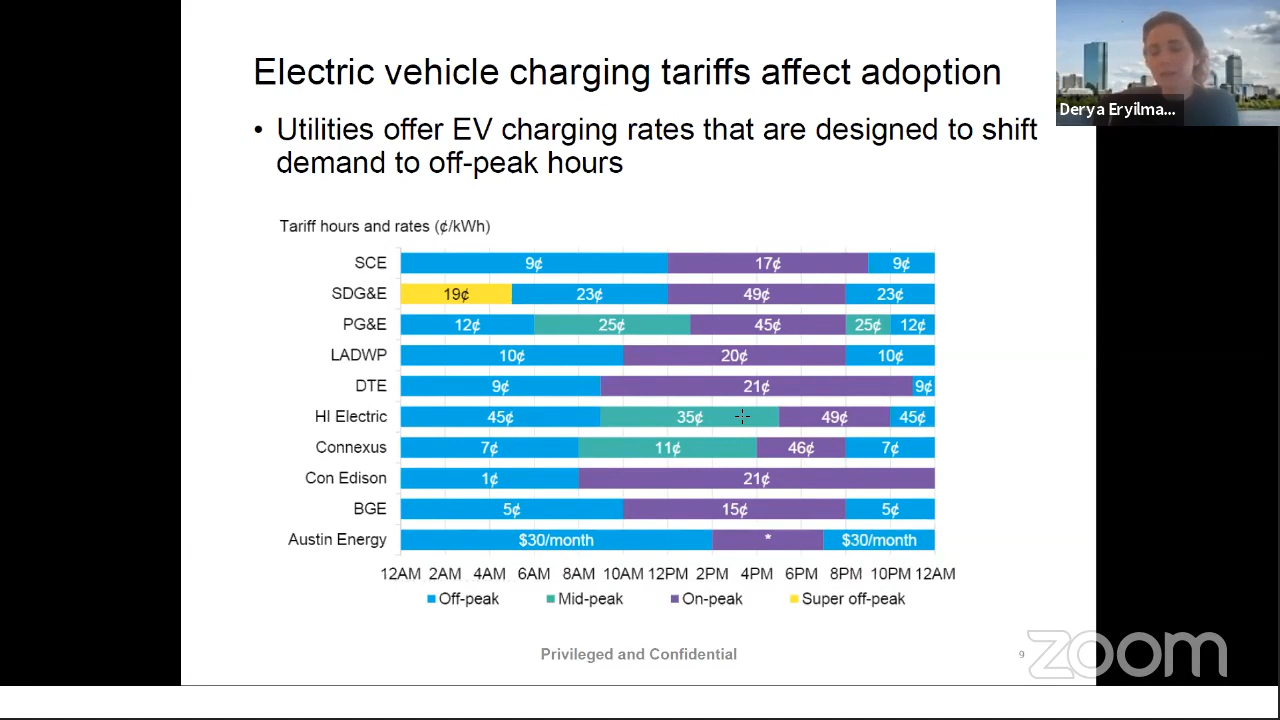 Electric vehicle charging tariffs affect adoption
Derya Eryilma...
• Utilities offer EV charging rates that are designed to shift
demand to off-peak hours
Tariff hours and rates (¢/kWh)
SCE 9¢ 17¢ 9¢
SDG&E 19¢ 23¢ 49¢ 23¢
PG&E 12¢ 25¢ 45¢ 25¢ 12¢
LADWP 10¢ 20¢ 10¢
DTE 9¢ 21¢ 9¢
HI Electric 45¢ 35¢ 49¢ 45¢
Connexus 7¢ 11¢ 46¢ 7¢
Con Edison 1¢ 21¢
BGE 5¢ 15¢ 5¢
Austin Energy $30/month * $30/month
12AM 2AM 4AM 6AM 8AM 10AM 12PM 2PM 4PM 6PM 8PM 10PM 12AM
Off-peak Mid-peak On-peak Super off-peak
Privileged and Confidential
9
zoom